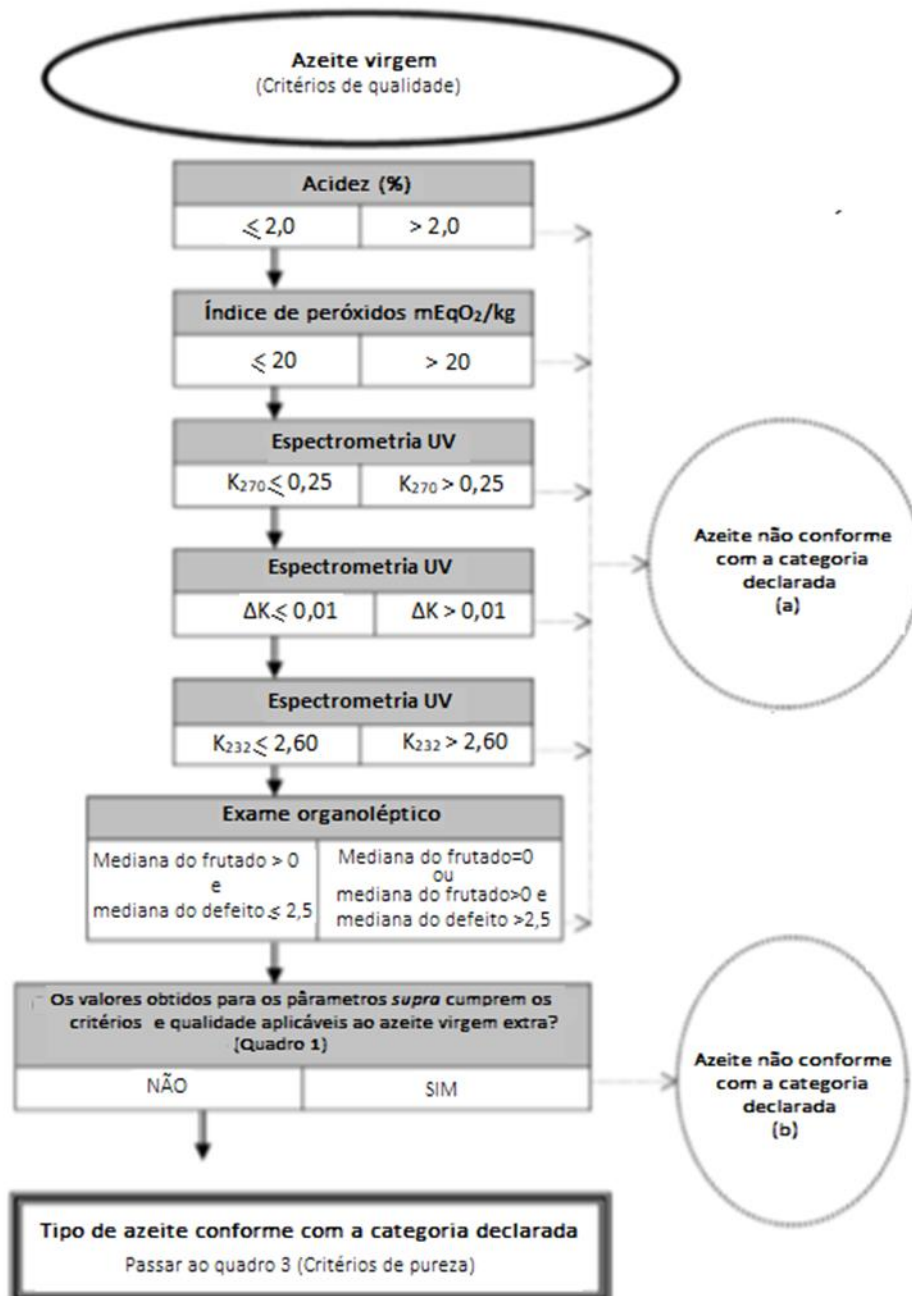 Azeite virgem
(Critérios de qualidade)
Acidez (%)
⩽ 2,0 > 2,0
Índice de peróxidos mEqO₂/kg
⩽ 20 > 20
Espectrometria UV
K₂₇₀ ⩽ 0,25 K₂₇₀ > 0,25
Espectrometria UV
ΔK ⩽ 0,01 ΔK > 0,01
Espectrometria UV
K₂₃₂ ⩽ 2,60 K₂₃₂ > 2,60
Exame organoléptico
Mediana do frutado > 0
e
mediana do defeito ⩽ 2,5
Mediana do frutado=0
ou
mediana do frutado>0 e
mediana do defeito >2,5
Os valores obtidos para os pârametros supra cumprem os
critérios e qualidade aplicáveis ao azeite virgem extra?
(Quadro 1)
NÃO SIM
Azeite não conforme
com a categoria
declarada
(a)
Azeite não conforme
com a categoria
declarada
(b)
Tipo de azeite conforme com a categoria declarada
Passar ao quadro 3 (Critérios de pureza)